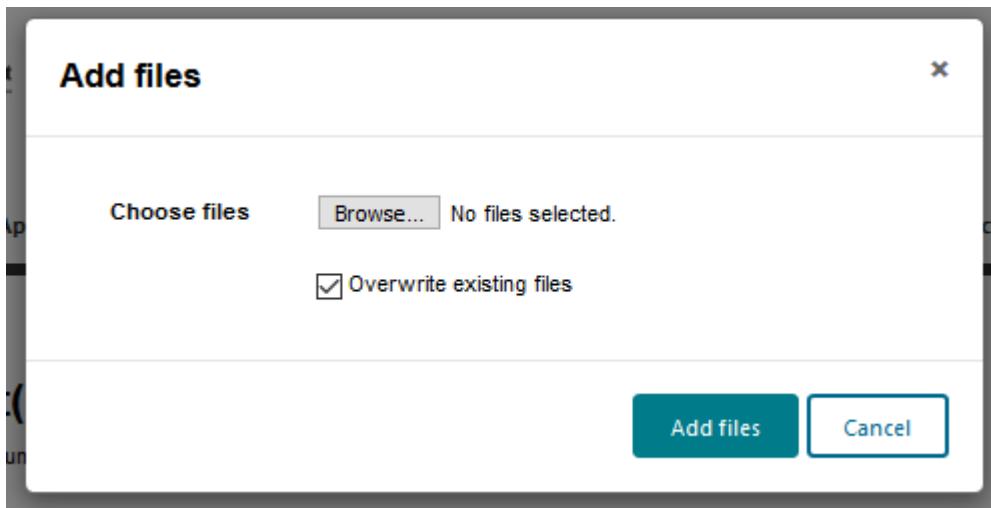 Add files
Choose files
Browse... No files selected.
Overwrite existing files
Add files
Cancel